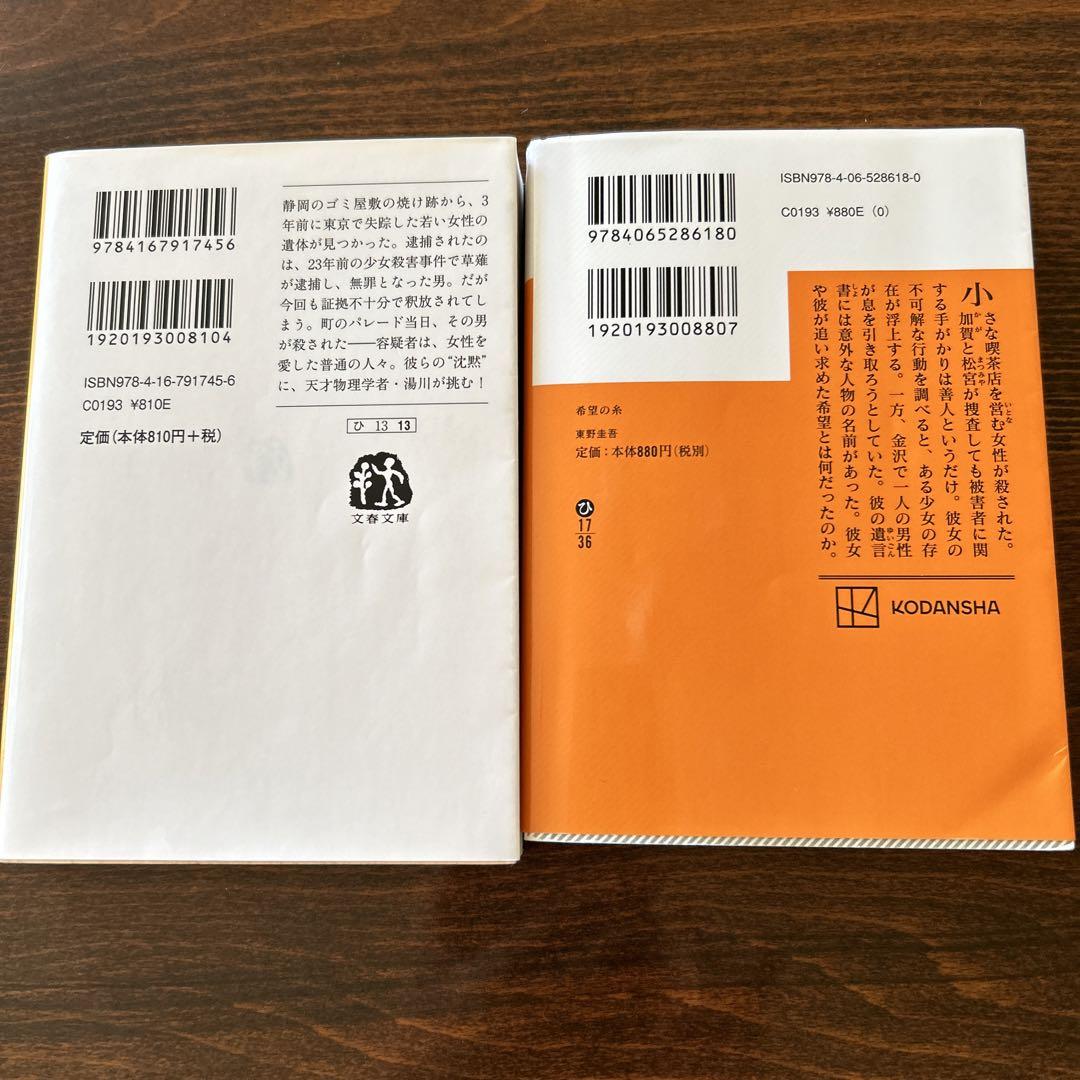 9784167917456
1920193008104
ISBN978-4-16-791745-6
C0193 ¥810E
定価(本体810円+税)
静岡のゴミ屋敷の焼け跡から、3
年前に東京で失踪した若い女性の
遺体が見つかった。逮捕されたの
は、23年前の少女殺害事件で草薙
が逮捕し、無罪となった男。だが
今回も証拠不十分で釈放されてし
まう。町のパレード当日、その男
が殺された——容疑者は、女性を
愛した普通の人々。彼らの“沈黙”
に、天才物理学者・湯川が挑む!
ひ 13 13
文春文庫
9784065286180
1920193008807
ISBN978-4-06-528618-0
C0193 ¥880E (0)
希望の糸
東野圭吾
定価:本体880円(税別)
ひ
17
36
小さな喫茶店を営む女性が殺された。
加賀と松宮が捜査しても被害者に関
する手がかりは善人というだけ。彼女の
不可解な行動を調べると、ある少女の存
在が浮上する。一方、金沢で一人の男性
が息を引き取ろうとしていた。彼の遺言
書には意外な人物の名前があった。彼女
や彼が追い求めた希望とは何だったのか。
KODANSHA